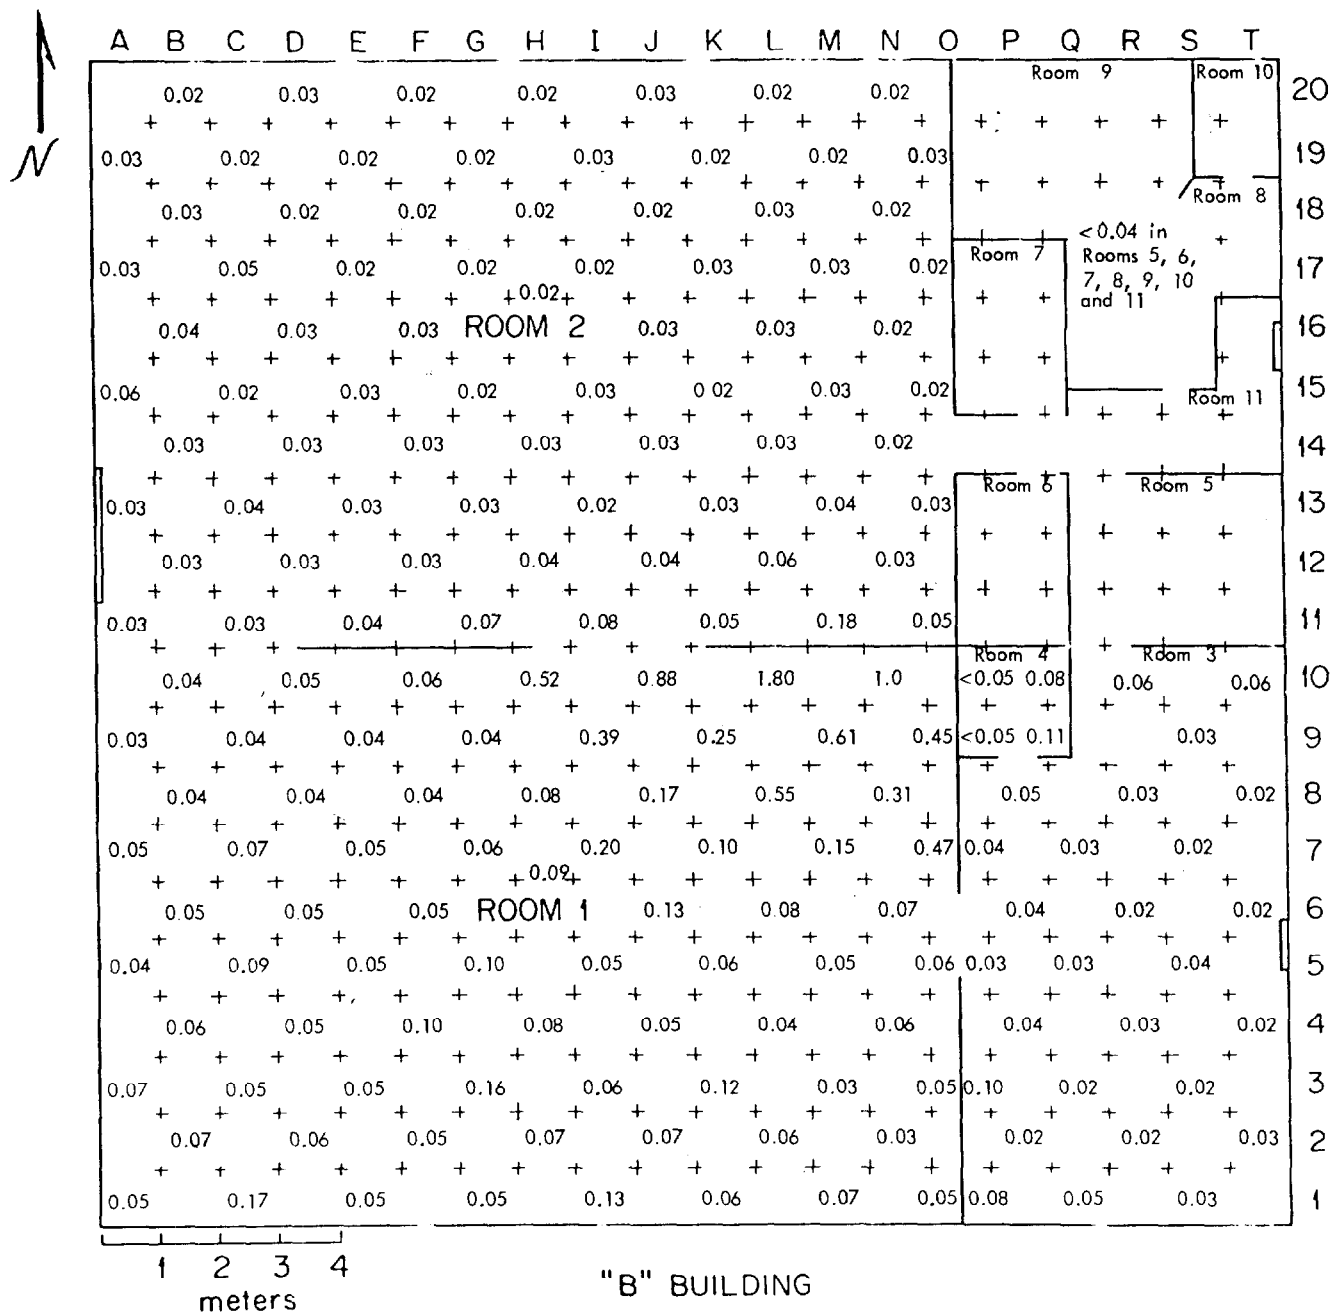 A B C D E F G H I J K L M N O P Q R S T
Room 9 Room 10
0.02 0.03 0.02 0.02 0.03 0.02 0.02 20
N
0.03 0.02 0.02 0.02 0.03 0.02 0.02 0.03 19
Room 8
0.03 0.02 0.02 0.02 0.02 0.03 0.02 18
<0.04 in
Rooms 5, 6,
7, 8, 9, 10
and 11
Room 7
0.03 0.05 0.02 0.02 0.02 0.03 0.03 0.02 17
0.02
0.04 0.03 0.03 ROOM 2 0.03 0.03 0.02 16
0.06 0.02 0.03 0.02 0.03 0.02 0.03 0.02 15
Room 11
0.03 0.03 0.03 0.03 0.03 0.03 0.02 14
Room 6 Room 5
0.03 0.04 0.03 0.03 0.02 0.03 0.04 0.03 13
0.03 0.03 0.03 0.04 0.04 0.06 0.03 12
0.03 0.03 0.04 0.07 0.08 0.05 0.18 0.05 11
Room 4 Room 3
0.04 0.05 0.06 0.52 0.88 1.80 1.0 <0.05 0.08 0.06 0.06 10
0.03 0.04 0.04 0.04 0.39 0.25 0.61 0.45 <0.05 0.11 0.03 9
0.04 0.04 0.04 0.08 0.17 0.55 0.31 0.05 0.03 0.02 8
0.05 0.07 0.05 0.06 0.20 0.10 0.15 0.47 0.04 0.03 0.02 7
0.09
0.05 0.05 0.05 ROOM 1 0.13 0.08 0.07 0.04 0.02 0.02 6
0.04 0.09 0.05 0.10 0.05 0.06 0.05 0.06 0.03 0.03 0.04 5
0.06 0.05 0.10 0.08 0.05 0.04 0.06 0.04 0.03 0.02 4
0.07 0.05 0.05 0.16 0.06 0.12 0.03 0.05 0.10 0.02 0.02 3
0.07 0.06 0.05 0.07 0.07 0.06 0.03 0.02 0.02 0.03 2
0.05 0.17 0.05 0.05 0.13 0.06 0.07 0.05 0.08 0.05 0.03 1
1 2 3 4
meters
"B" BUILDING